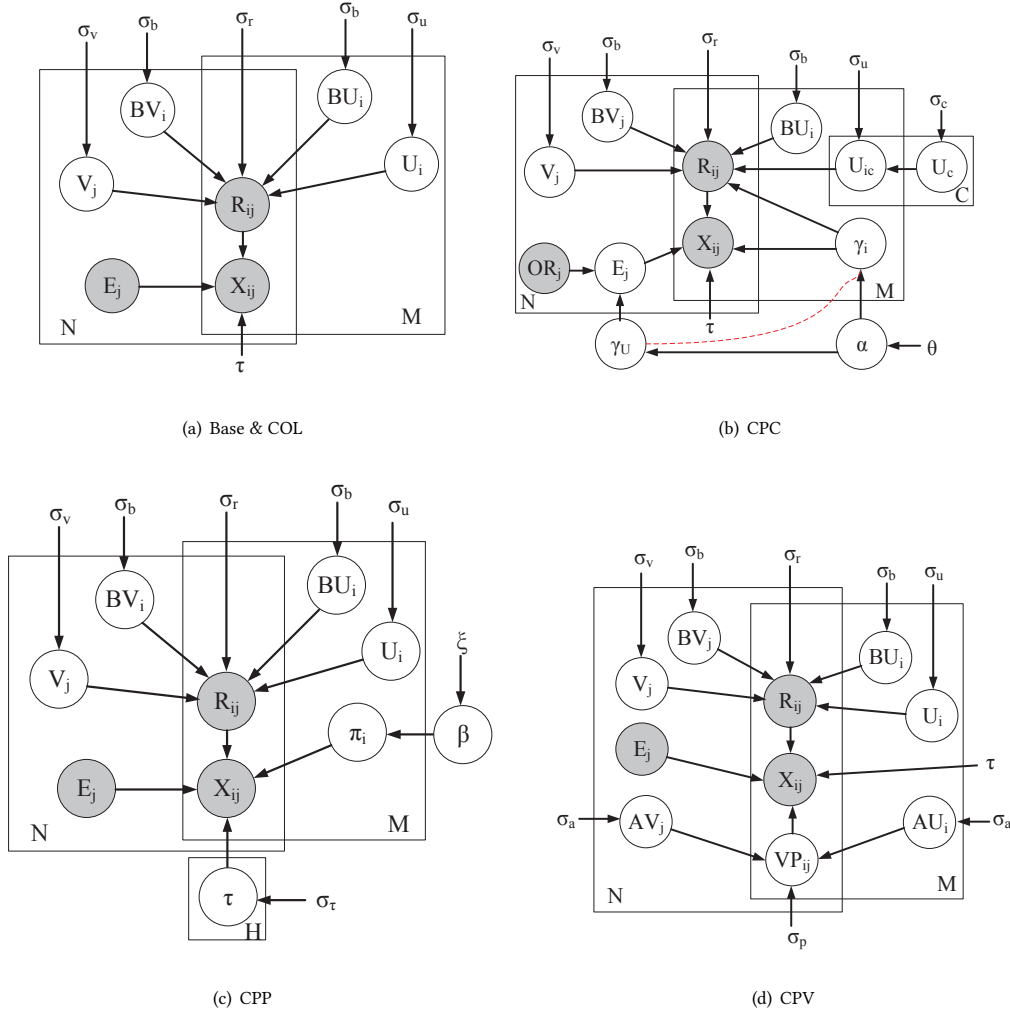 σv
σb
σr
σb
σu
BVi
BUi
Vj
Ui
Rij
Ej
Xij
N
M
τ
(a) Base & COL
σv
σb
σr
σb
σu
σc
BVj
BUi
Vj
Rij
Uic
Uc
C
ORj
Ej
Xij
γi
N
M
τ
γU
α
θ
(b) CPC
σv
σb
σr
σb
σu
BVi
BUi
Vj
Ui
Rij
ξ
πi
β
Ej
Xij
N
M
τ
στ
H
(c) CPP
σv
σb
σr
σb
σu
BVj
BUi
Vj
Rij
Ui
Ej
Xij
τ
σa
AVj
AUi
σa
VPij
N
M
σp
(d) CPV